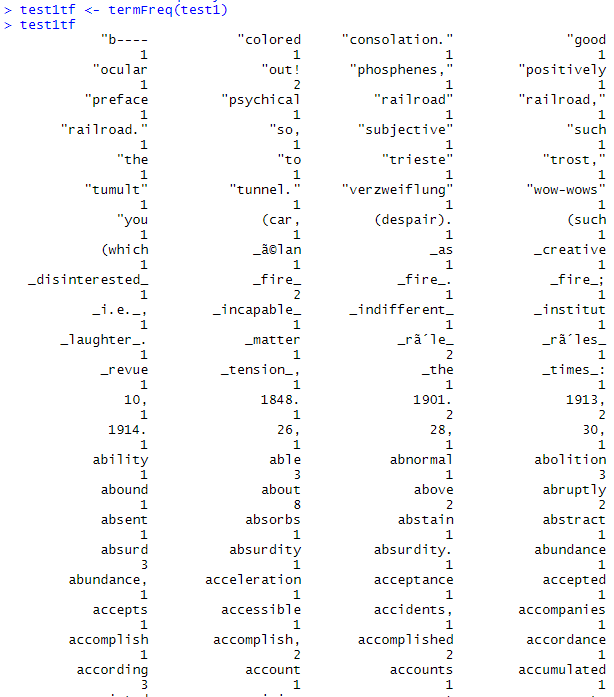 > test1tf <- termFreq(test1)
> test1tf
"b---- "colored "consolation." "good
1 1 1 1
"ocular "out! "phosphenes," "positively
1 2 1 1
"preface "psychical "railroad" "railroad,"
1 1 1 1
"railroad." "so, "subjective" "such
1 1 1 1
"the "to "trieste" "trost,"
1 1 1 1
"tumult" "tunnel." "verzweiflung" "wow-wows"
1 1 1 1
"you (car, (despair). (such
1 1 1 1
(which _ã©lan _as _creative
1 1 1 1
_disinterested_ _fire_ _fire_. _fire_;
1 2 1 1
_i.e._, _incapable_ _indifferent_ _institut
1 1 1 1
_laughter_. _matter _rã´le_ _rã´les_
1 1 2 1
_revue _tension_, _the _times_:
1 1 1 1
10, 1848. 1901. 1913,
1 1 2 2
1914. 26, 28, 30,
1 1 1 1
ability able abnormal abolition
1 3 1 3
abound about above abruptly
1 8 2 2
absent absorbs abstain abstract
1 1 1 1
absurd absurdity absurdity. abundance
3 1 1 1
abundance, acceleration acceptance accepted
1 1 1 1
accepts accessible accidents, accompanies
1 1 1 1
accomplish accomplish, accomplished accordance
1 2 2 1
according account accounts accumulated
3 1 1 1